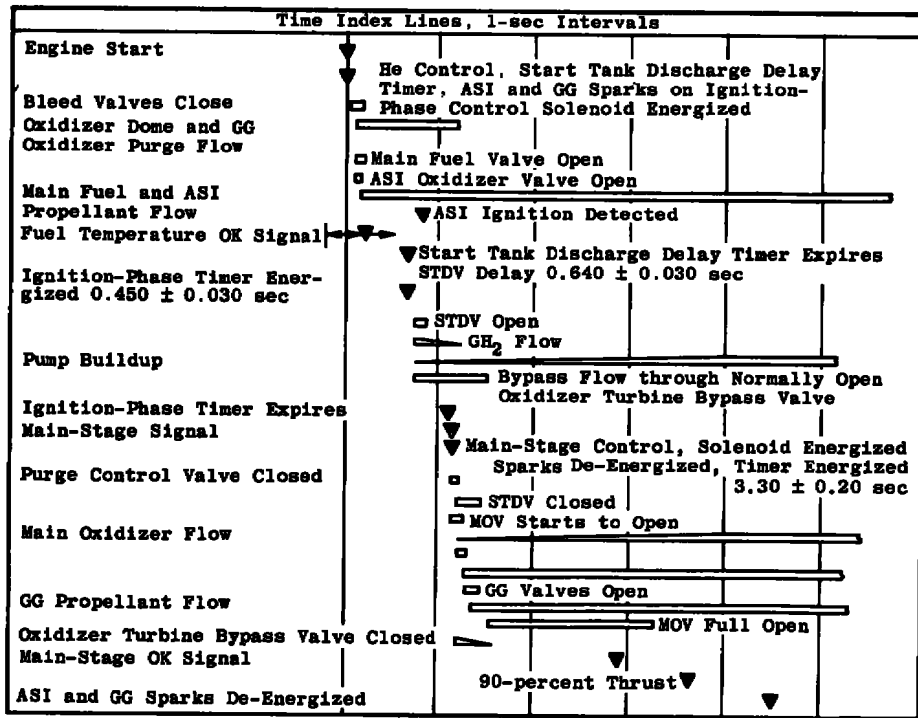 Time Index Lines, 1-sec Intervals
Engine Start
He Control, Start Tank Discharge Delay
Timer, ASI and GG Sparks on Ignition-
Phase Control Solenoid Energized
Bleed Valves Close
Oxidizer Dome and GG
Oxidizer Purge Flow
Main Fuel Valve Open
ASI Oxidizer Valve Open
Main Fuel and ASI
Propellant Flow
ASI Ignition Detected
Fuel Temperature OK Signal
Start Tank Discharge Delay Timer Expires
STDV Delay 0.640 ± 0.030 sec
Ignition-Phase Timer Ener-
gized 0.450 ± 0.030 sec
STDV Open
GH2 Flow
Pump Buildup
Bypass Flow through Normally Open
Oxidizer Turbine Bypass Valve
Ignition-Phase Timer Expires
Main-Stage Signal
Main-Stage Control, Solenoid Energized
Sparks De-Energized, Timer Energized
3.30 ± 0.20 sec
Purge Control Valve Closed
STDV Closed
MOV Starts to Open
Main Oxidizer Flow
GG Valves Open
GG Propellant Flow
MOV Full Open
Oxidizer Turbine Bypass Valve Closed
Main-Stage OK Signal
90-percent Thrust
ASI and GG Sparks De-Energized